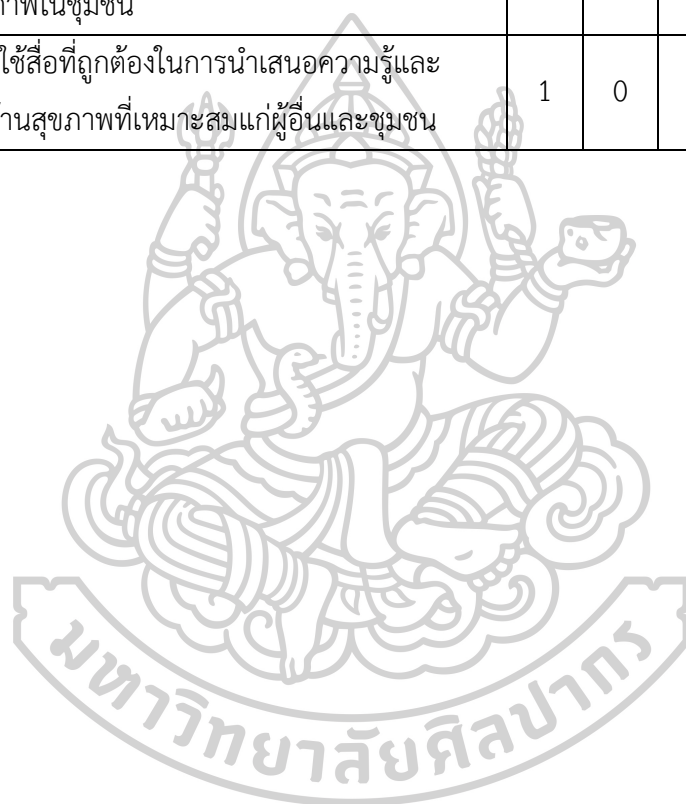 ภาพในชุมชน
ใช้สื่อที่ถูกต้องในการนำเสนอความรู้และ 1 0
านสุขภาพที่เหมาะสมแก่ผู้อื่นและชุมชน
มหาวิทยาลัยศิลปากร